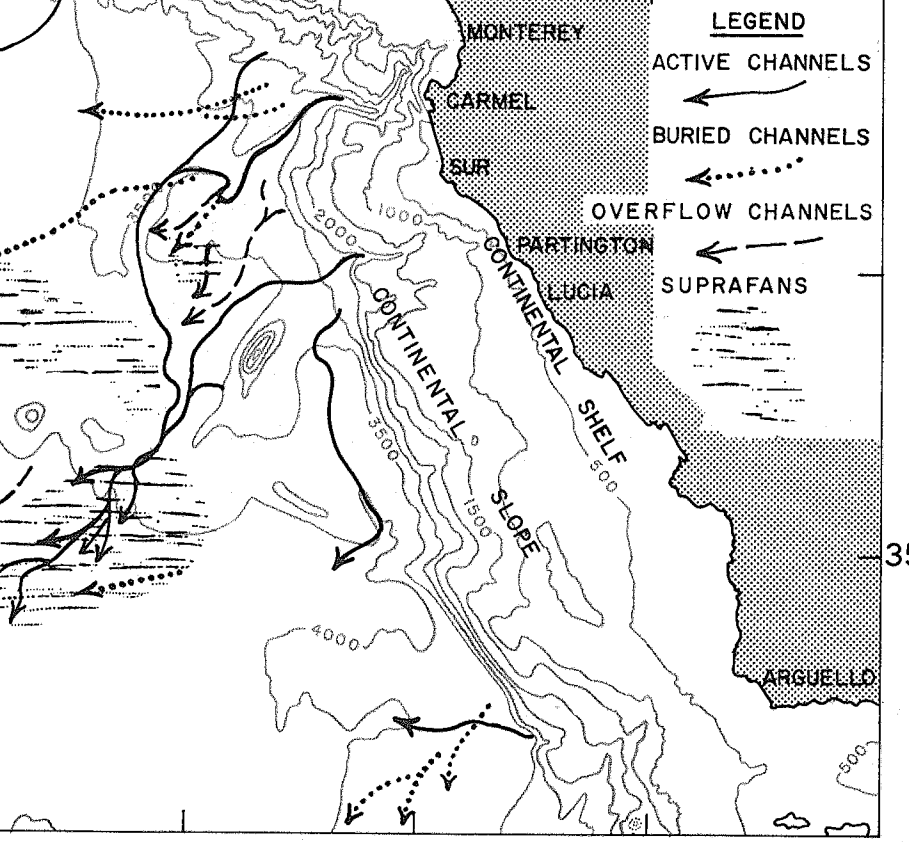 LEGEND
ACTIVE CHANNELS
BURIED CHANNELS
OVERFLOW CHANNELS
SUPRAFANS
MONTEREY
CARMEL
SUR
PARTINGTON
LUCIA
ARGUELLO
CONTINENTAL SHELF
CONTINENTAL SLOPE
1000
2000
3500
500
1500
4000
500
35